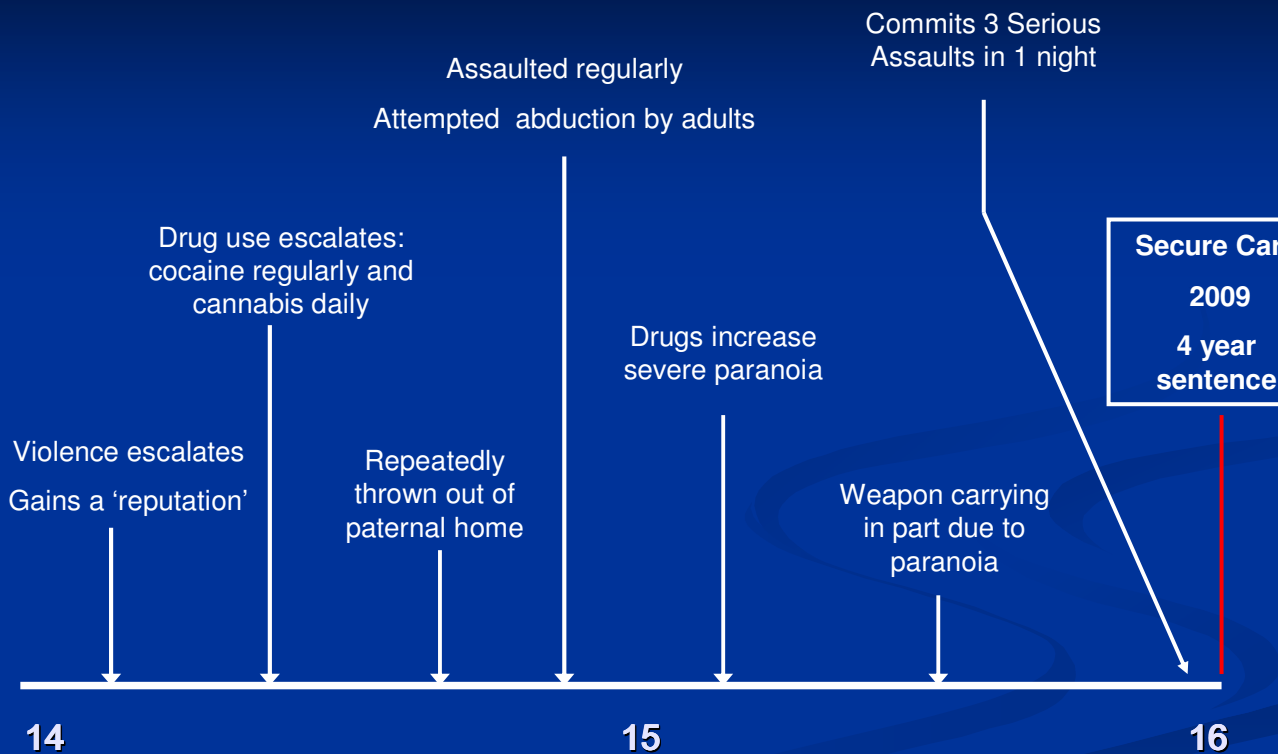 Commits 3 Serious
Assaults in 1 night
Assaulted regularly
Attempted abduction by adults
Drug use escalates:
cocaine regularly and
cannabis daily
Secure Car
2009
4 year
sentence
Drugs increase
severe paranoia
Violence escalates
Gains a ‘reputation’
Repeatedly
thrown out of
paternal home
Weapon carrying
in part due to
paranoia
14
15
16